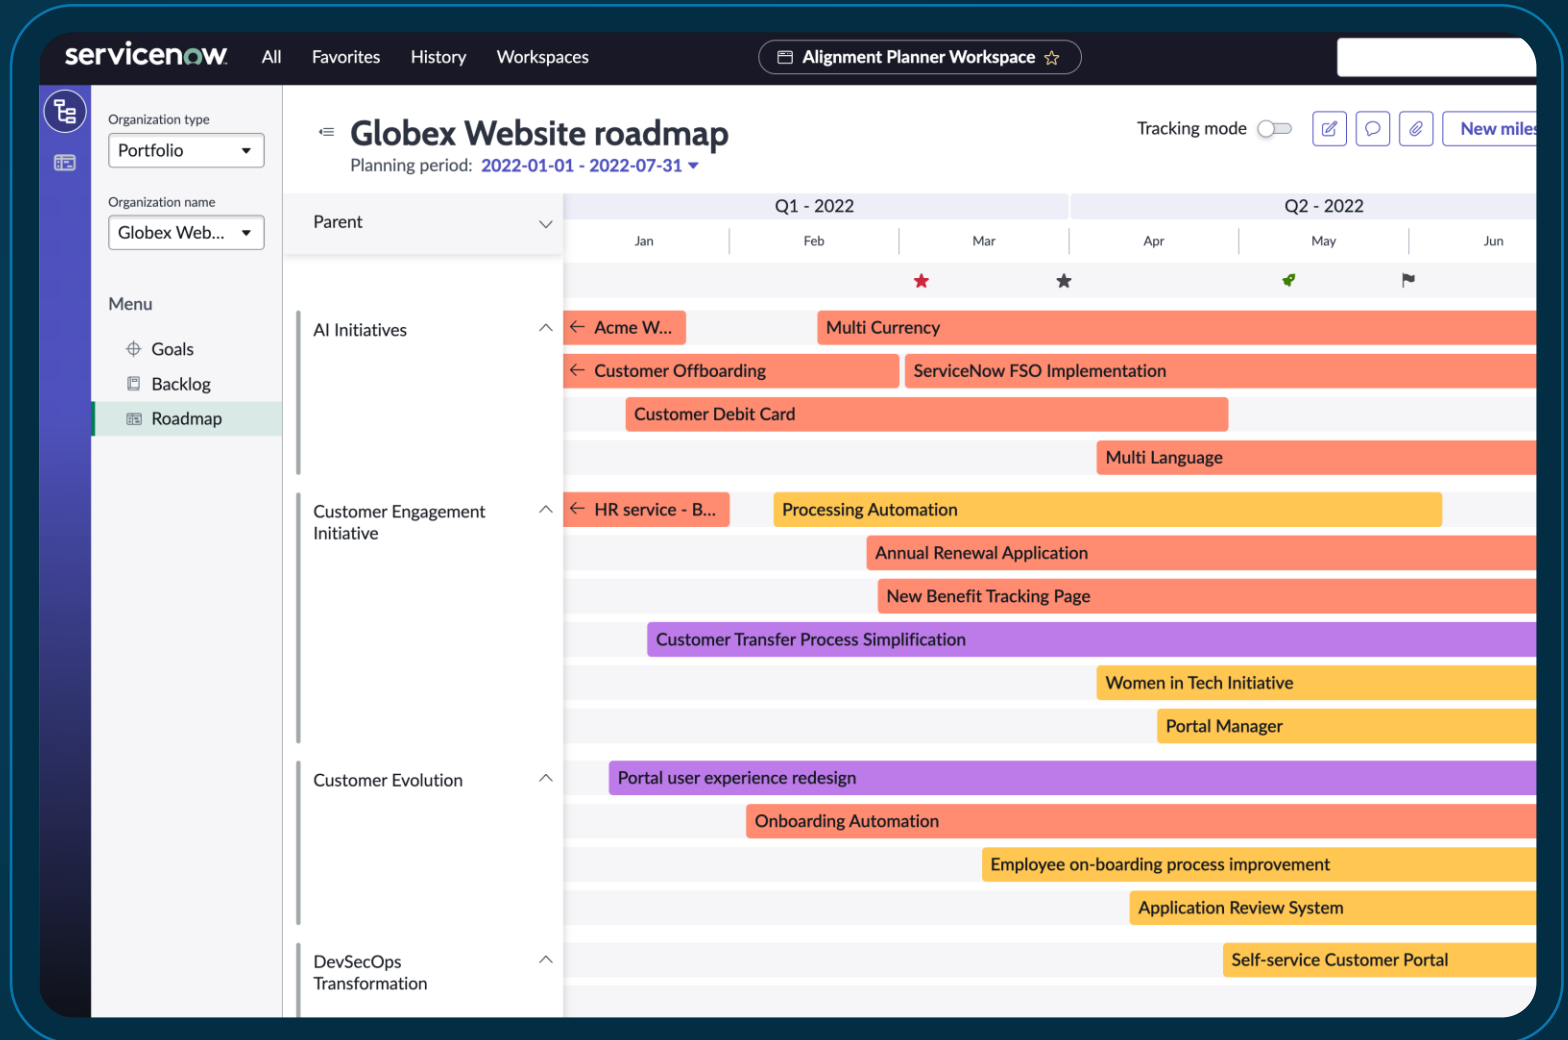 servicenow
All Favorites History Workspaces
Alignment Planner Workspace
Organization type
Portfolio
Organization name
Globex Web...
Menu
Goals
Backlog
Roadmap
Globex Website roadmap
Planning period: 2022-01-01 - 2022-07-31
Tracking mode
New miles
Parent
Q1 - 2022 Q2 - 2022
Jan Feb Mar Apr May Jun
AI Initiatives
Acme W... Multi Currency
Customer Offboarding ServiceNow FSO Implementation
Customer Debit Card
Multi Language
Customer Engagement
Initiative
HR service - B... Processing Automation
Annual Renewal Application
New Benefit Tracking Page
Customer Transfer Process Simplification
Women in Tech Initiative
Portal Manager
Customer Evolution
Portal user experience redesign
Onboarding Automation
Employee on-boarding process improvement
Application Review System
DevSecOps
Transformation
Self-service Customer Portal